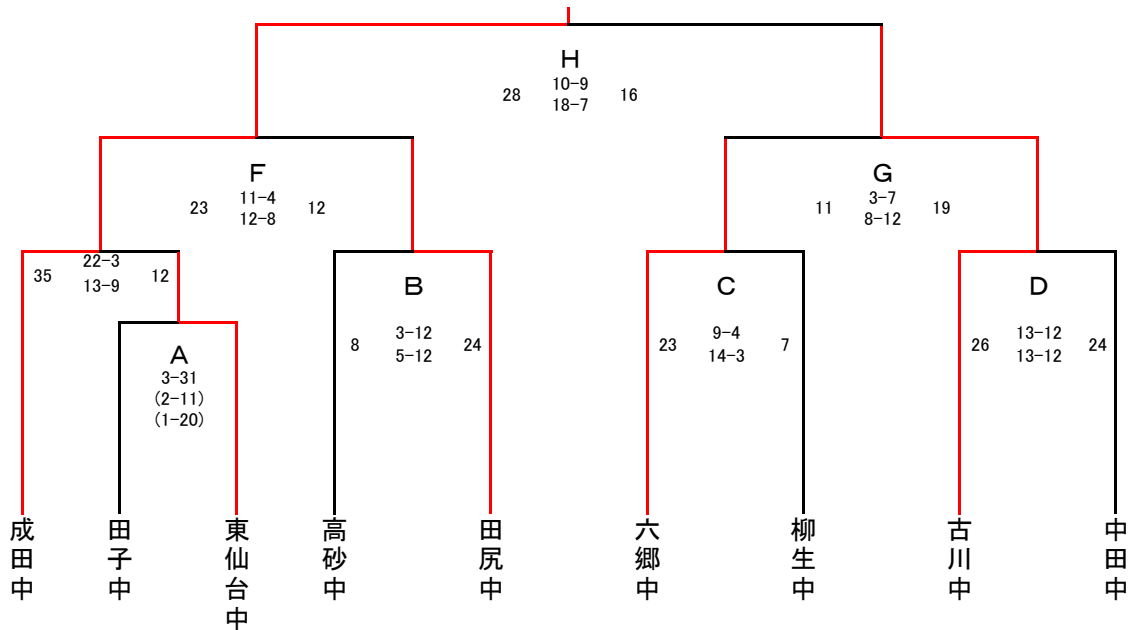 H
10-9
28 16
18-7
F
11-4
23 12
12-8
G
3-7
11 19
8-12
22-3
35 12
13-9
B
3-12
8 24
5-12
C
9-4
23 7
14-3
D
13-12
26 24
13-12
A
3-31
(2-11)
(1-20)
成田中
田子中
東仙台中
高砂中
田尻中
六郷中
柳生中
古川中
中田中